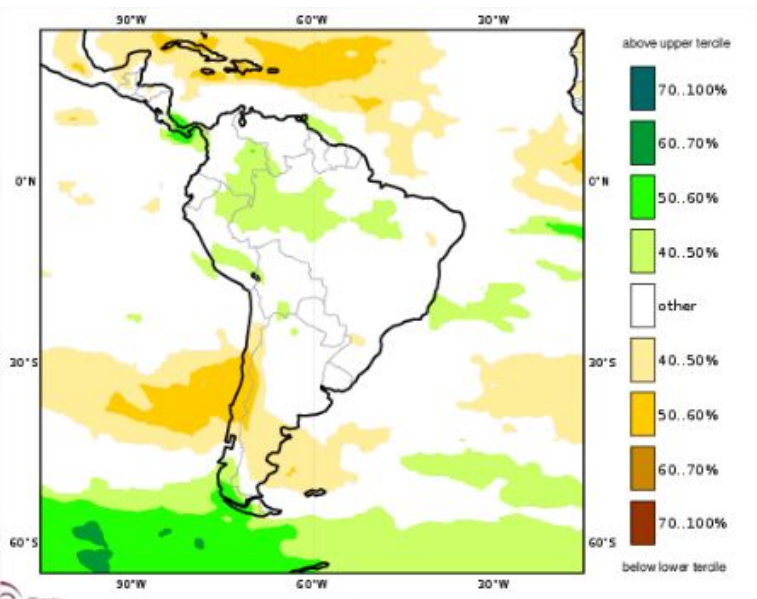 90°W 60°W 30°W
above upper tercile
70..100%
60..70%
0°N 0°N
50..60%
40..50%
other
30°S 30°S
40..50%
50..60%
60..70%
70..100%
60°S 60°S
below lower tercile
90°W 60°W 30°W